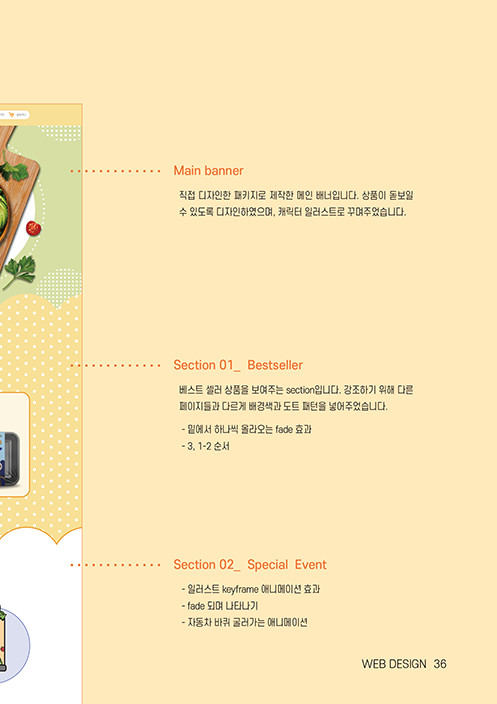 Main banner
직접 디자인한 패키지로 제작한 메인 배너입니다. 상품이 돋보일
수 있도록 디자인하였으며, 캐릭터 일러스트로 꾸며주었습니다.
Section 01_ Bestseller
베스트 셀러 상품을 보여주는 section입니다. 강조하기 위해 다른
페이지들과 다르게 배경색과 도트 패턴을 넣어주었습니다.
- 밑에서 하나씩 올라오는 fade 효과
- 3, 1-2 순서
Section 02_ Special Event
- 일러스트 keyframe 애니메이션 효과
- fade 되며 나타나기
- 자동차 바퀴 굴러가는 애니메이션
WEB DESIGN 36